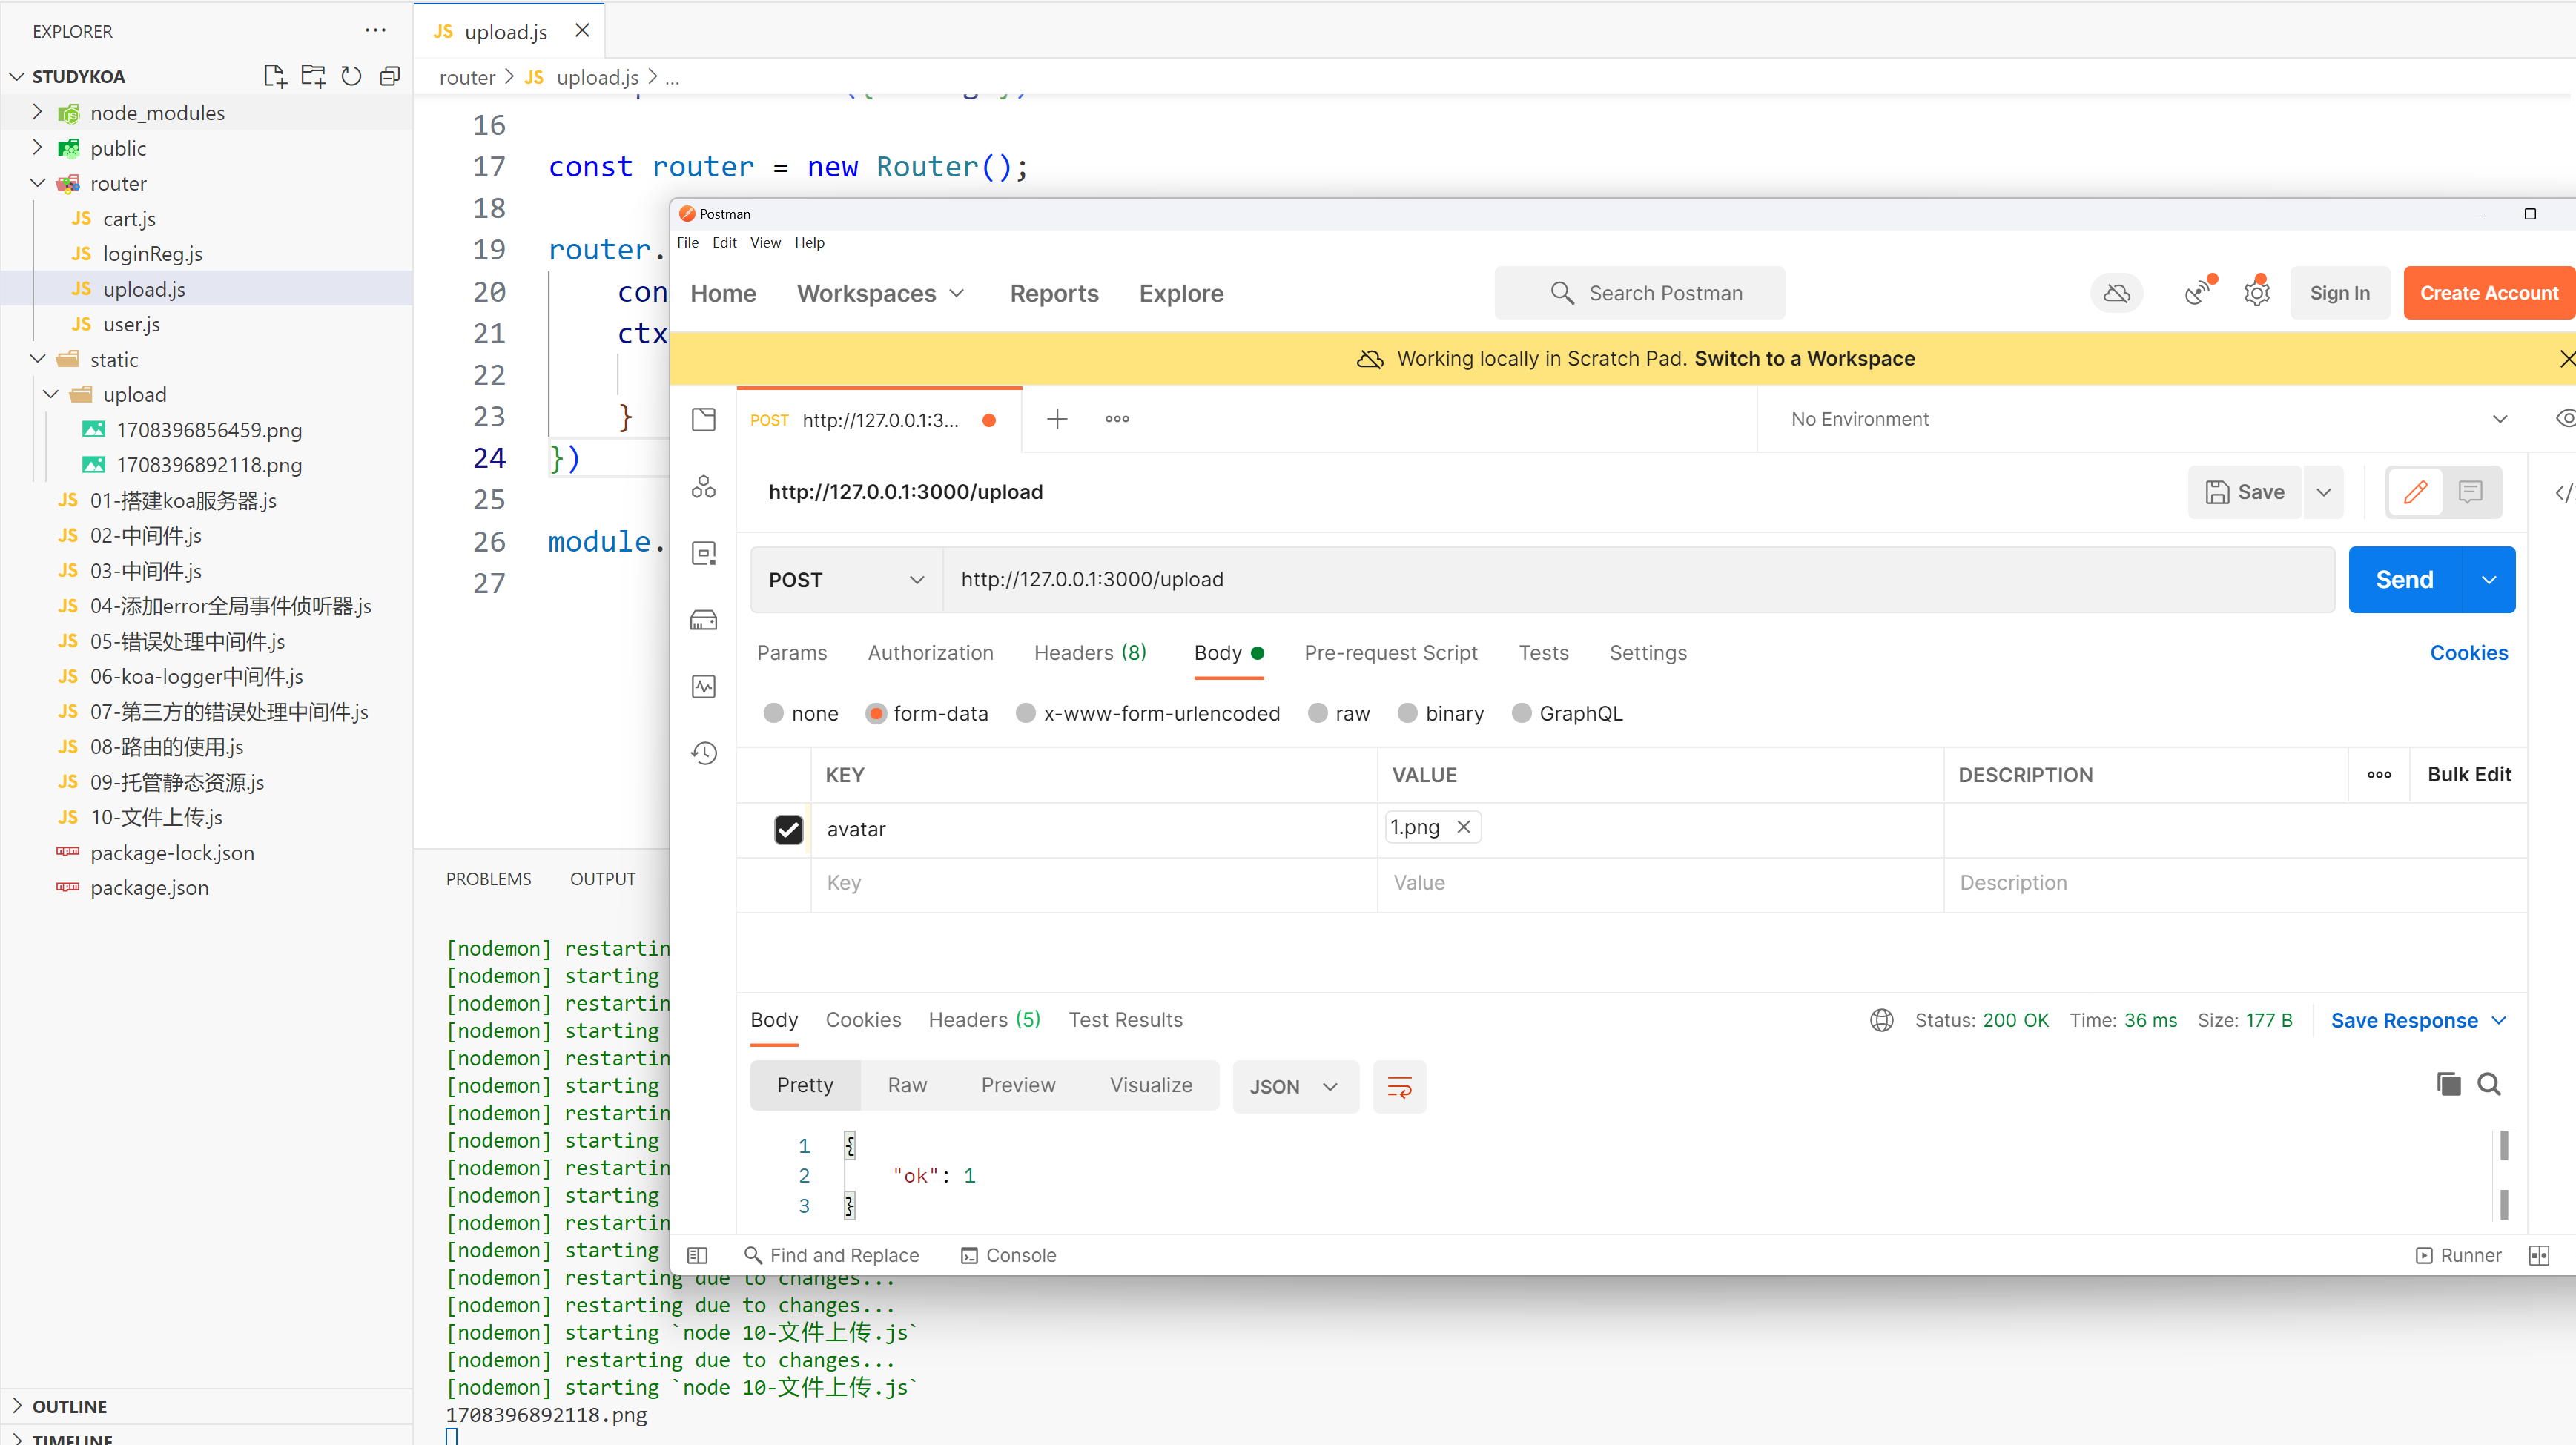 EXPLORER
STUDYKOA
node_modules
public
router
JS cart.js
JS loginReg.js
JS upload.js
JS user.js
static
upload
1708396856459.png
1708396892118.png
JS 01-搭建koa服务器.js
JS 02-中间件.js
JS 03-中间件.js
JS 04-添加error全局事件侦听器.js
JS 05-错误处理中间件.js
JS 06-koa-logger中间件.js
JS 07-第三方的错误处理中间件.js
JS 08-路由的使用.js
JS 09-托管静态资源.js
JS 10-文件上传.js
package-lock.json
package.json
OUTLINE
TIMELINE
JS upload.js
router > JS upload.js > ...
16
17 const router = new Router();
18
19 router.
20 con
21 ctx
22
23 }
24 })
25
26 module.
27
PROBLEMS OUTPUT
[nodemon] restartin
[nodemon] starting
[nodemon] restartin
[nodemon] starting
[nodemon] restartin
[nodemon] starting
[nodemon] restartin
[nodemon] starting
[nodemon] restartin
[nodemon] starting
[nodemon] restartin
[nodemon] starting
[nodemon] restarting due to changes...
[nodemon] restarting due to changes...
[nodemon] starting `node 10-文件上传.js`
[nodemon] restarting due to changes...
[nodemon] starting `node 10-文件上传.js`
1708396892118.png
Postman
File Edit View Help
Home Workspaces Reports Explore Search Postman Sign In Create Account
Working locally in Scratch Pad. Switch to a Workspace
POST http://127.0.0.1:3... No Environment
http://127.0.0.1:3000/upload Save
POST http://127.0.0.1:3000/upload Send
Params Authorization Headers (8) Body Pre-request Script Tests Settings Cookies
none form-data x-www-form-urlencoded raw binary GraphQL
KEY VALUE DESCRIPTION Bulk Edit
avatar 1.png
Key Value Description
Body Cookies Headers (5) Test Results Status: 200 OK Time: 36 ms Size: 177 B Save Response
Pretty Raw Preview Visualize JSON
1 {
2 "ok": 1
3 }
Find and Replace Console Runner